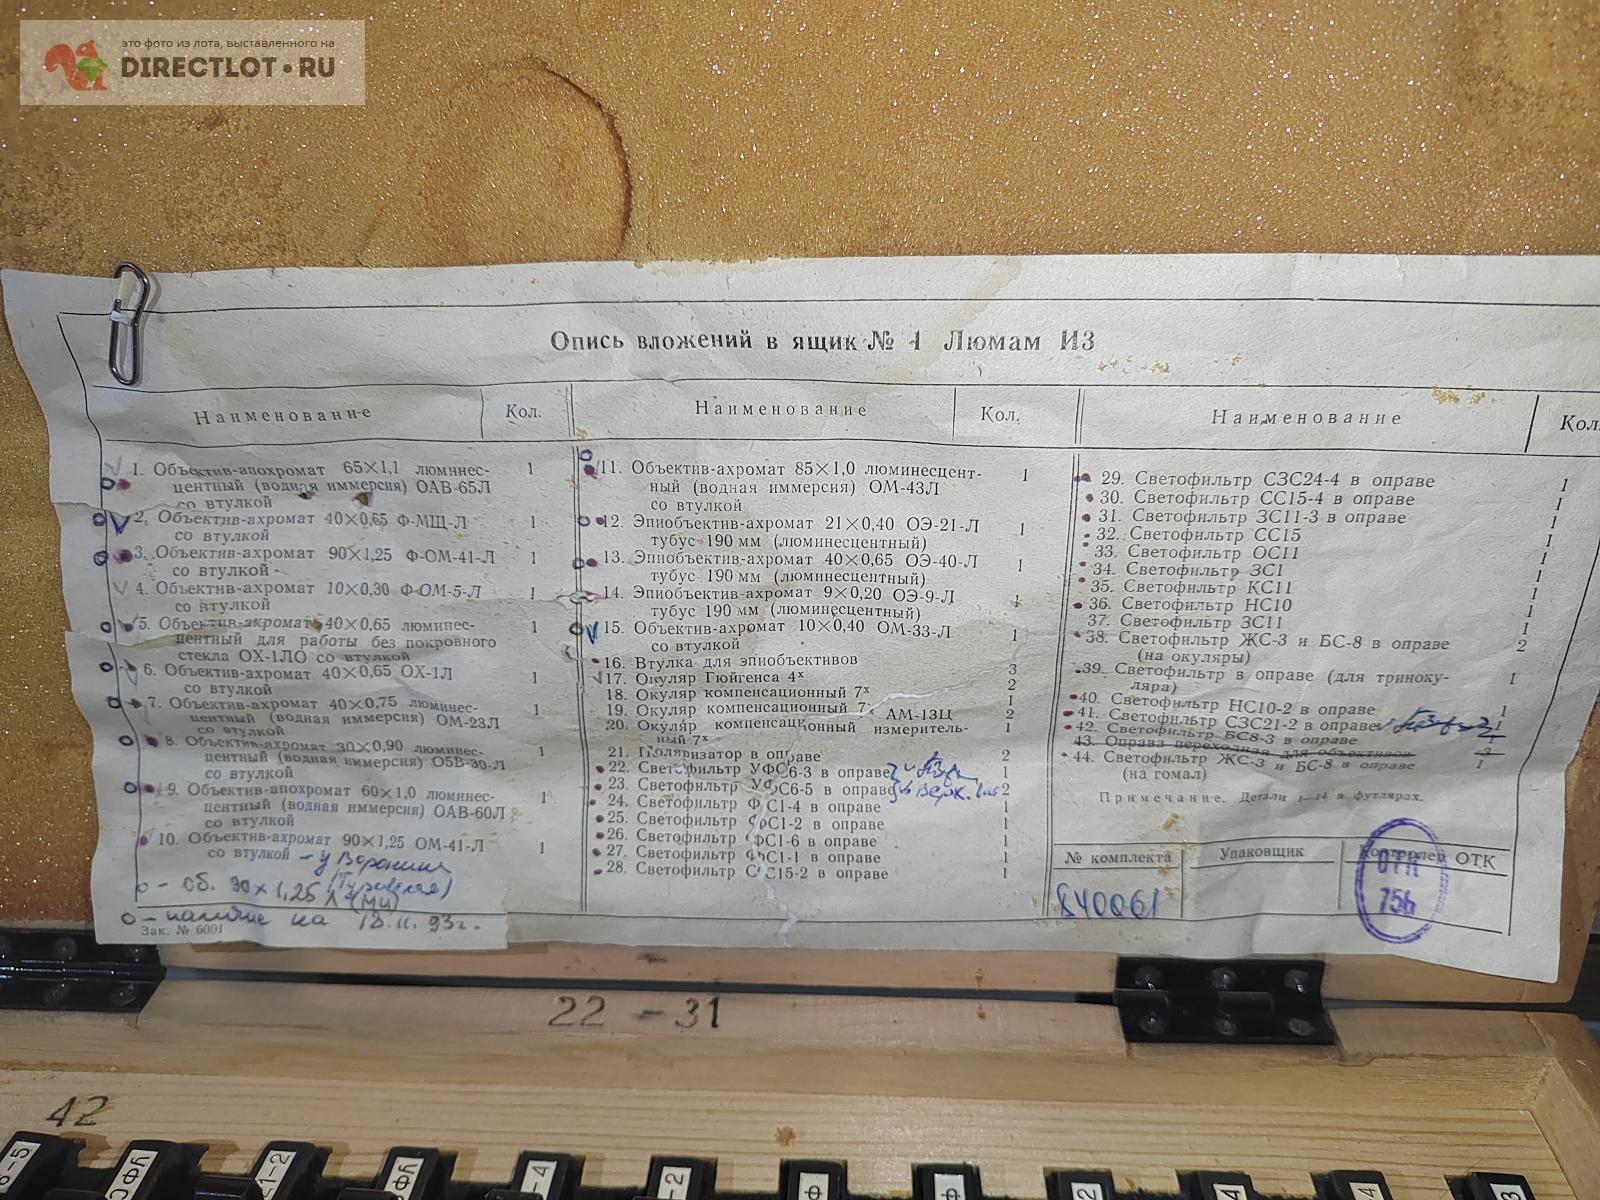 это фото из лота, выставленного на
DIRECTLOT.RU
Опись вложений в ящик № 1 Люмам И3
Наименование Кол.
1. Объектив-апохромат 65×1,1 люминес- 1
центный (водная иммерсия) ОАВ-65Л
со втулкой
2. Объектив-ахромат 40×0,65 Ф-МЩ-Л 1
со втулкой
3. Объектив-ахромат 90×1,25 Ф-ОМ-41-Л 1
со втулкой
4. Объектив-ахромат 10×0,30 Ф-ОМ-5-Л 1
со втулкой
5. Объектив-ахромат 40×0,65 люминес- 1
центный для работы без покровного
стекла ОХ-1ЛО со втулкой
6. Объектив-ахромат 40×0,65 ОХ-1Л 1
со втулкой
7. Объектив-ахромат 40×0,75 люминес- 1
центный (водная иммерсия) ОМ-23Л
со втулкой
8. Объектив-ахромат 30×0,90 люминес- 1
центный (водная иммерсия) О5В-30-Л
со втулкой
9. Объектив-апохромат 60×1,0 люминес- 1
центный (водная иммерсия) ОАВ-60Л
со втулкой
10. Объектив-ахромат 90×1,25 ОМ-41-Л 1
со втулкой – у
о – об. 90×1,25 Л
о – наличие на 18.11.93г.
Зак. № 6001
Наименование Кол.
11. Объектив-ахромат 85×1,0 люминесцент- 1
ный (водная иммерсия) ОМ-43Л
со втулкой
12. Эпиобъектив-ахромат 21×0,40 ОЭ-21-Л 1
тубус 190 мм (люминесцентный)
13. Эпиобъектив-ахромат 40×0,65 ОЭ-40-Л 1
тубус 190 мм (люминесцентный)
14. Эпиобъектив-ахромат 9×0,20 ОЭ-9-Л 1
тубус 190 мм (люминесцентный)
15. Объектив-ахромат 10×0,40 ОМ-33-Л 1
со втулкой
16. Втулка для эпиобъективов 3
17. Окуляр Гюйгенса 4ˣ 2
18. Окуляр компенсационный 7ˣ 1
19. Окуляр компенсационный 7ˣ АМ-13Ц 2
20. Окуляр компенсационный измеритель- 1
ный 7ˣ
21. Поляризатор в оправе 2
22. Светофильтр УФС6-3 в оправе 1
23. Светофильтр УФС6-5 в оправе верх. 2
24. Светофильтр ФС1-4 в оправе 1
25. Светофильтр ФС1-2 в оправе 1
26. Светофильтр ФС1-6 в оправе 1
27. Светофильтр ФС1-1 в оправе 1
28. Светофильтр СС15-2 в оправе 1
Наименование Кол.
29. Светофильтр СЗС24-4 в оправе 1
30. Светофильтр СС15-4 в оправе 1
31. Светофильтр ЗС11-3 в оправе 1
32. Светофильтр СС15 1
33. Светофильтр ОС11 1
34. Светофильтр ЗС1 1
35. Светофильтр КС11 1
36. Светофильтр НС10 1
37. Светофильтр ЗС11 1
38. Светофильтр ЖС-3 и БС-8 в оправе 2
(на окуляры)
39. Светофильтр в оправе (для триноку- 1
ляра)
40. Светофильтр НС10-2 в оправе 1
41. Светофильтр СЗС21-2 в оправе 1
42. Светофильтр БС8-3 в оправе
43. Оправа переходная для объективов 3
44. Светофильтр ЖС-3 и БС-8 в оправе 1
(на гомал)
Примечание. Детали 1—14 в футлярах.
№ комплекта Упаковщик Контролер ОТК
840061
ОТК
756
22 - 31
42
6-5
УФС
1-2
УФ
-4
-2
Ф
Ф
2
4
4
3